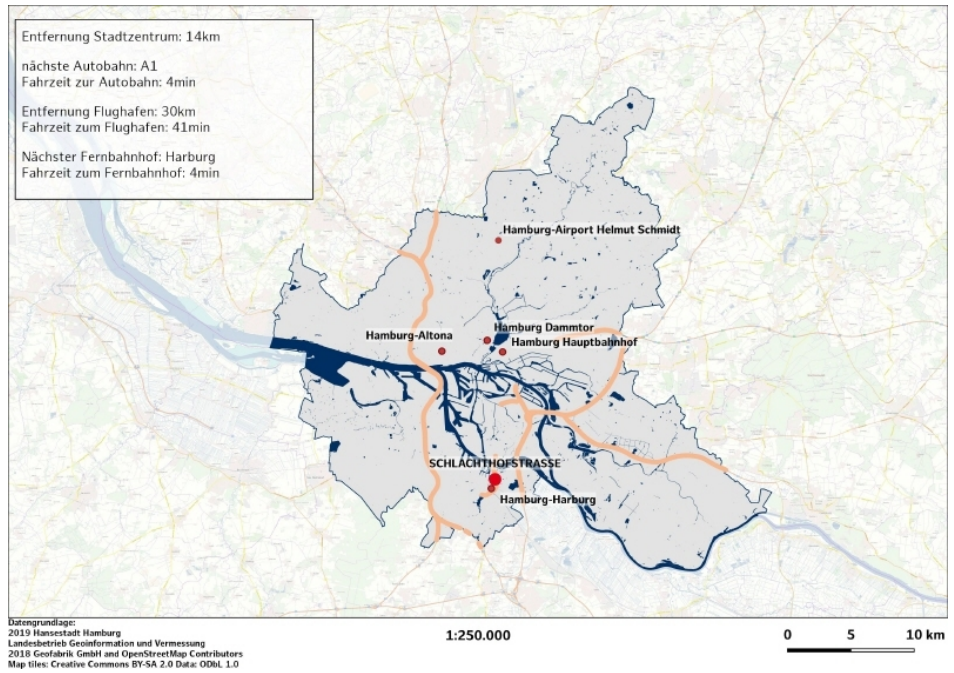 Entfernung Stadtzentrum: 14km
nächste Autobahn: A1
Fahrzeit zur Autobahn: 4min
Entfernung Flughafen: 30km
Fahrzeit zum Flughafen: 41min
Nächster Fernbahnhof: Harburg
Fahrzeit zum Fernbahnhof: 4min
Hamburg-Airport Helmut Schmidt
Hamburg Dammtor
Hamburg-Altona
Hamburg Hauptbahnhof
SCHLACHTHOFSTRASSE
Hamburg-Harburg
Datengrundlage:
2019 Hansestadt Hamburg
Landesbetrieb Geoinformation und Vermessung
2018 Geofabrik GmbH and OpenStreetMap Contributors
Map tiles: Creative Commons BY-SA 2.0 Data: ODbL 1.0
1:250.000
0 5 10 km